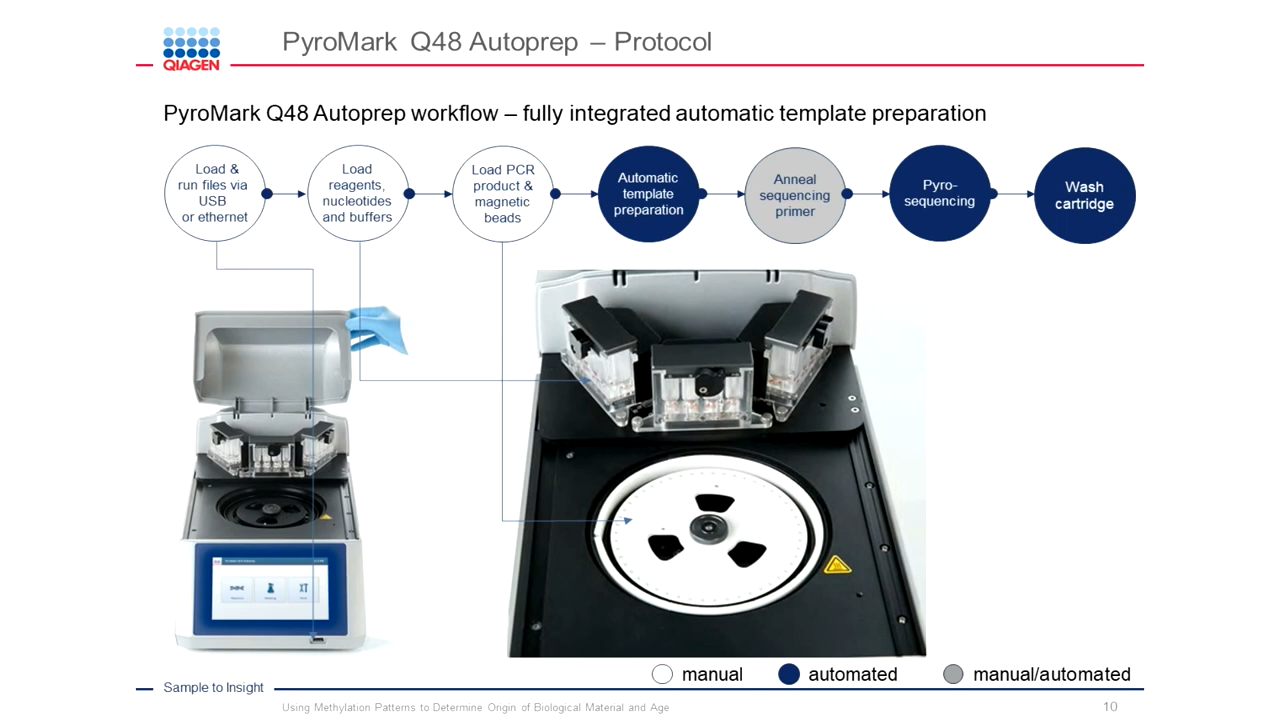 PyroMark Q48 Autoprep – Protocol
QIAGEN
PyroMark Q48 Autoprep workflow – fully integrated automatic template preparation
Load &
run files via
USB
or ethernet
Load
reagents,
nucleotides
and buffers
Load PCR
product &
magnetic
beads
Automatic
template
preparation
Anneal
sequencing
primer
Pyro-
sequencing
Wash
cartridge
manual
automated
manual/automated
Sample to Insight
Using Methylation Patterns to Determine Origin of Biological Material and Age
10